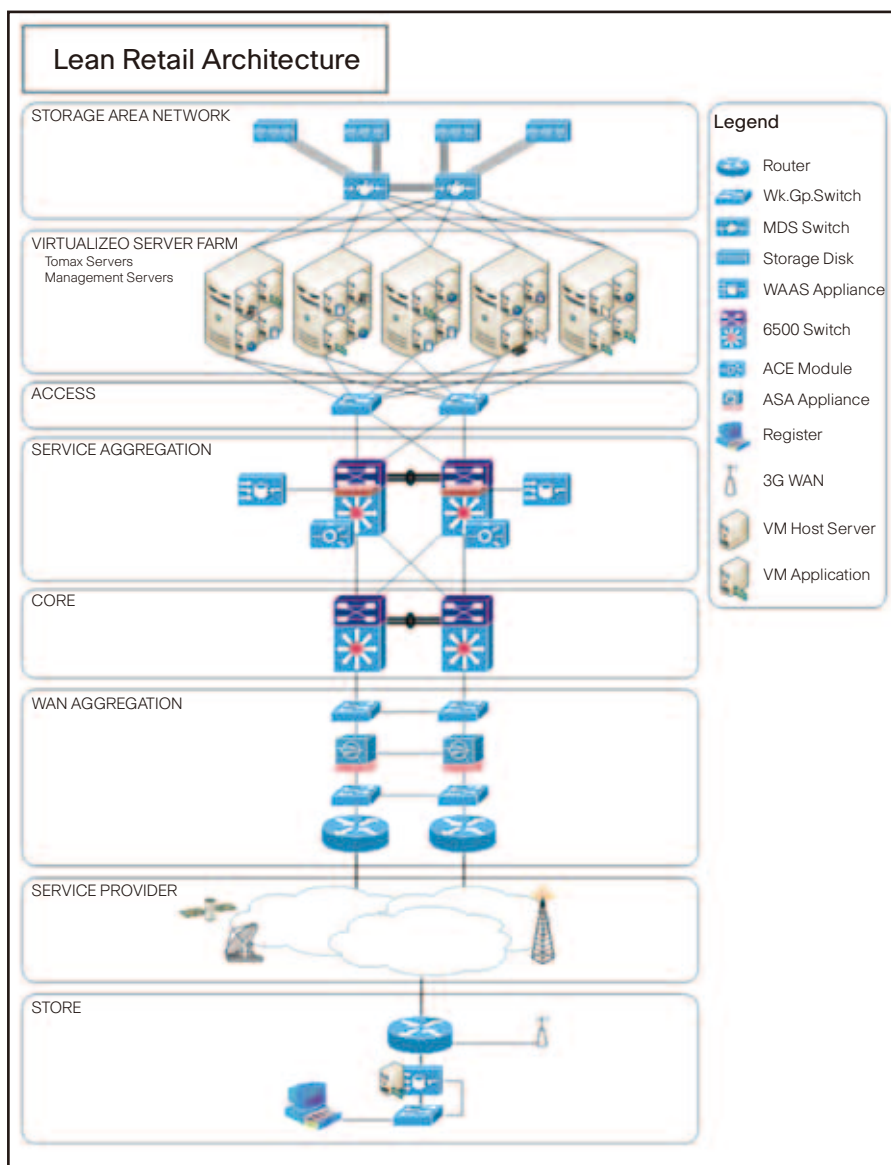 Lean Retail Architecture
STORAGE AREA NETWORK
VIRTUALIZEO SERVER FARM
Tomax Servers
Management Servers
ACCESS
SERVICE AGGREGATION
CORE
WAN AGGREGATION
SERVICE PROVIDER
STORE
Legend
Router
Wk.Gp.Switch
MDS Switch
Storage Disk
WAAS Appliance
6500 Switch
ACE Module
ASA Appliance
Register
3G WAN
VM Host Server
VM Application